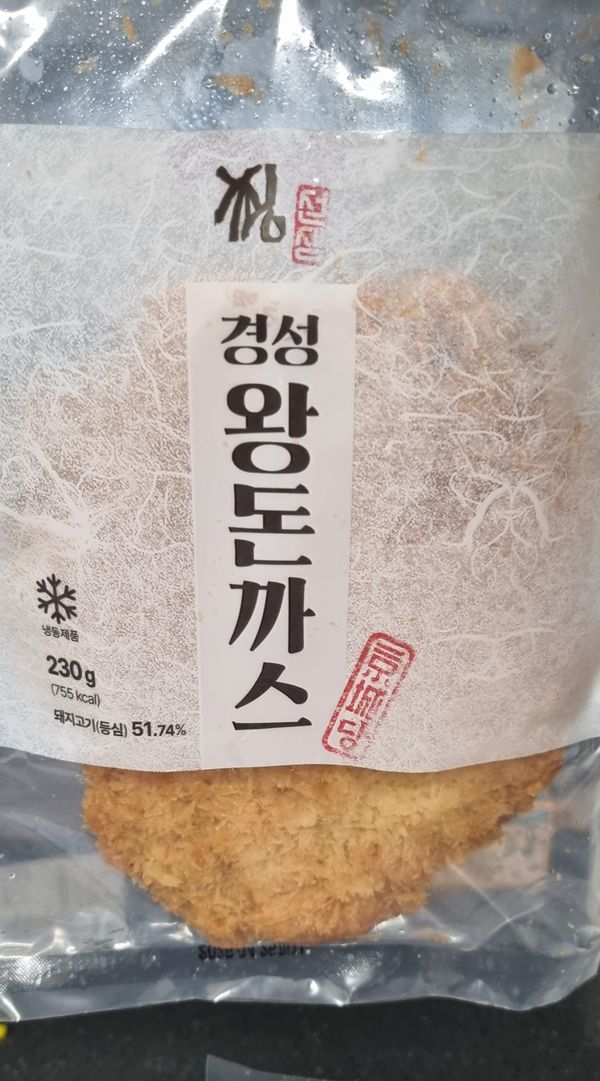 경성
왕돈까스
냉동제품
230g
(755 kcal)
돼지고기(등심) 51.74%